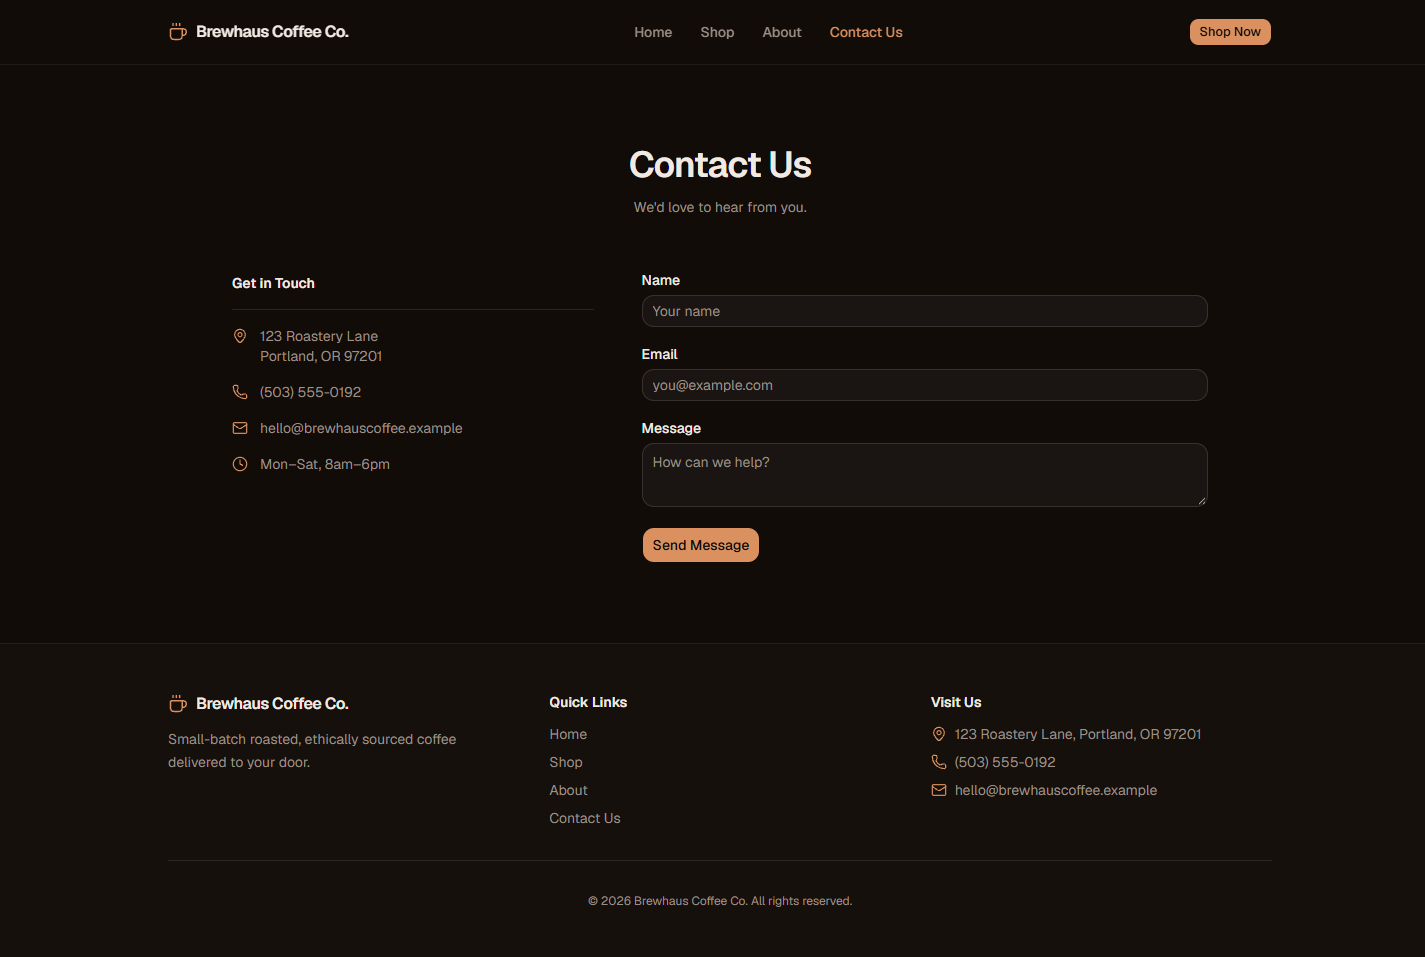 Brewhaus Coffee Co.
Home
Shop
About
Contact Us
Shop Now
Contact Us
We'd love to hear from you.
Get in Touch
123 Roastery Lane
Portland, OR 97201
(503) 555-0192
hello@brewhauscoffee.example
Mon–Sat, 8am–6pm
Name
Your name
Email
you@example.com
Message
How can we help?
Send Message
Brewhaus Coffee Co.
Small-batch roasted, ethically sourced coffee
delivered to your door.
Quick Links
Home
Shop
About
Contact Us
Visit Us
123 Roastery Lane, Portland, OR 97201
(503) 555-0192
hello@brewhauscoffee.example
© 2026 Brewhaus Coffee Co. All rights reserved.